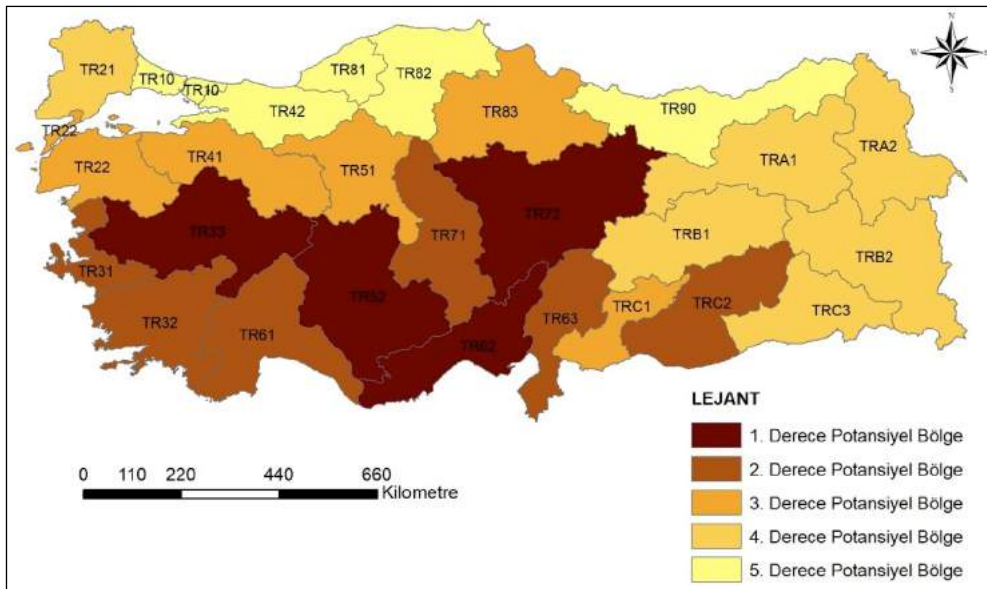 N
W
S
TR21
TR10
TR10
TR81
TR82
TR42
TR83
TR90
TRA1
TRA2
TR22
TR22
TR41
TR51
TR33
TR71
TR72
TRB1
TRB2
TR31
TR32
TR61
TR52
TR62
TR63
TRC1
TRC2
TRC3
LEJANT
1. Derece Potansiyel Bölge
2. Derece Potansiyel Bölge
3. Derece Potansiyel Bölge
4. Derece Potansiyel Bölge
5. Derece Potansiyel Bölge
0 110 220 440 660
Kilometre